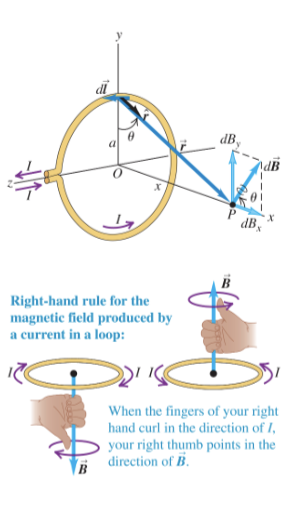 y
dl⃗
r̂
θ
a
r⃗
dBy
dB⃗
I
z
I
O
x
θ
P
dBx
x
I
B⃗
Right-hand rule for the
magnetic field produced by
a current in a loop:
I
I
I
I
When the fingers of your right
hand curl in the direction of I,
your right thumb points in the
direction of B⃗.
B⃗